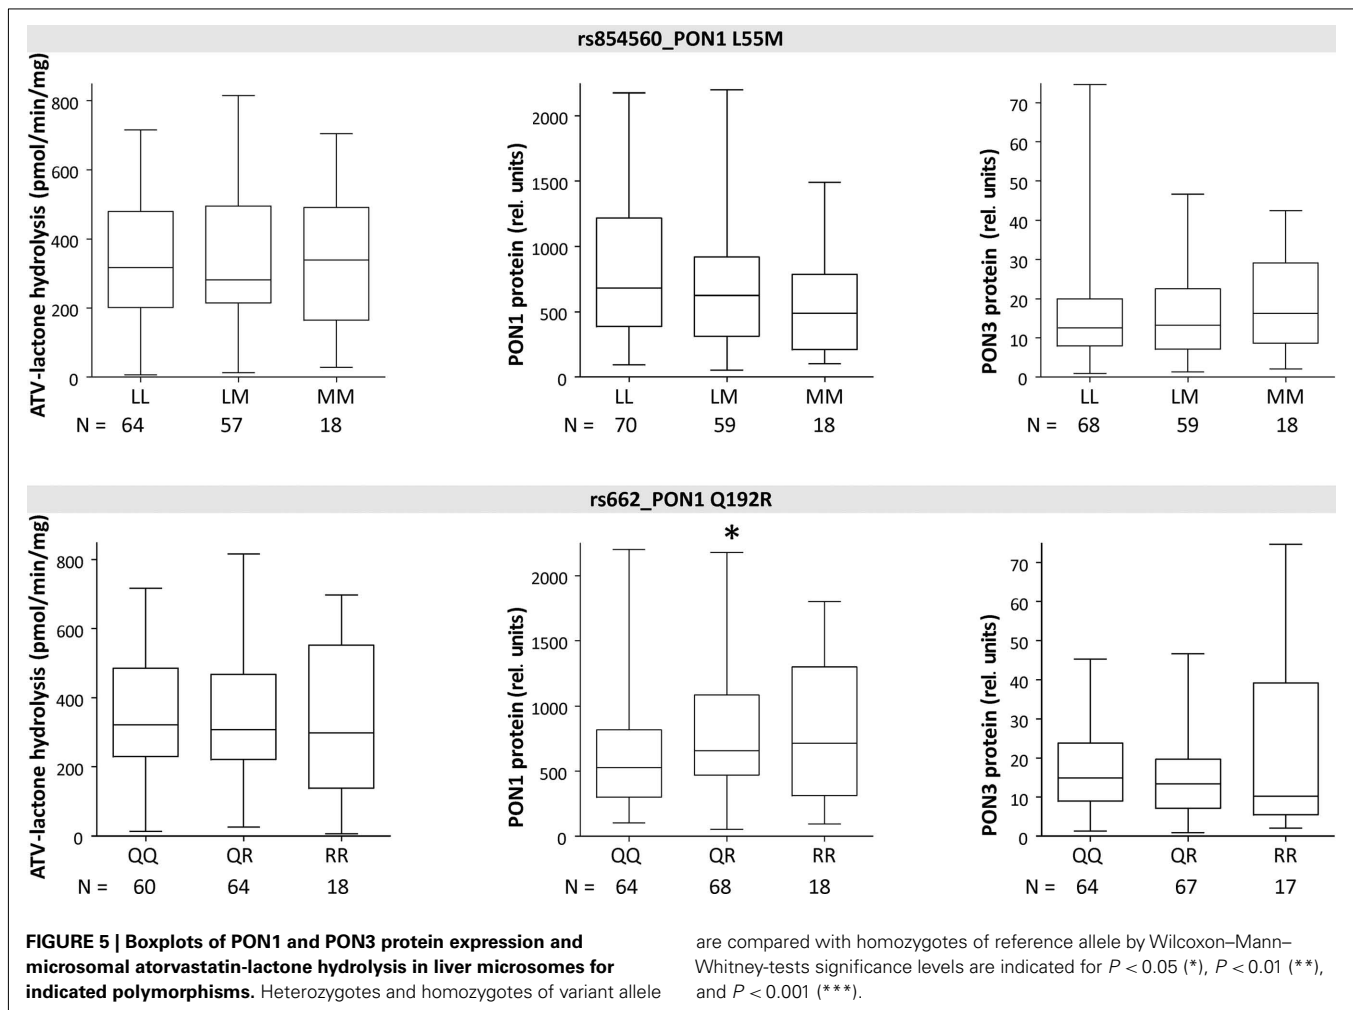 rs854560_PON1 L55M
ATV-lactone hydrolysis (pmol/min/mg)
800
600
400
200
0
LL LM MM
N = 64 57 18
PON1 protein (rel. units)
2000
1500
1000
500
0
LL LM MM
N = 70 59 18
PON3 protein (rel. units)
70
60
50
40
30
20
10
0
LL LM MM
N = 68 59 18
rs662_PON1 Q192R
ATV-lactone hydrolysis (pmol/min/mg)
800
600
400
200
0
QQ QR RR
N = 60 64 18
PON1 protein (rel. units)
*
2000
1500
1000
500
0
QQ QR RR
N = 64 68 18
PON3 protein (rel. units)
70
60
50
40
30
20
10
0
QQ QR RR
N = 64 67 17
FIGURE 5 | Boxplots of PON1 and PON3 protein expression and
microsomal atorvastatin-lactone hydrolysis in liver microsomes for
indicated polymorphisms. Heterozygotes and homozygotes of variant allele
are compared with homozygotes of reference allele by Wilcoxon–Mann–
Whitney-tests significance levels are indicated for P < 0.05 (*), P < 0.01 (**),
and P < 0.001 (***).